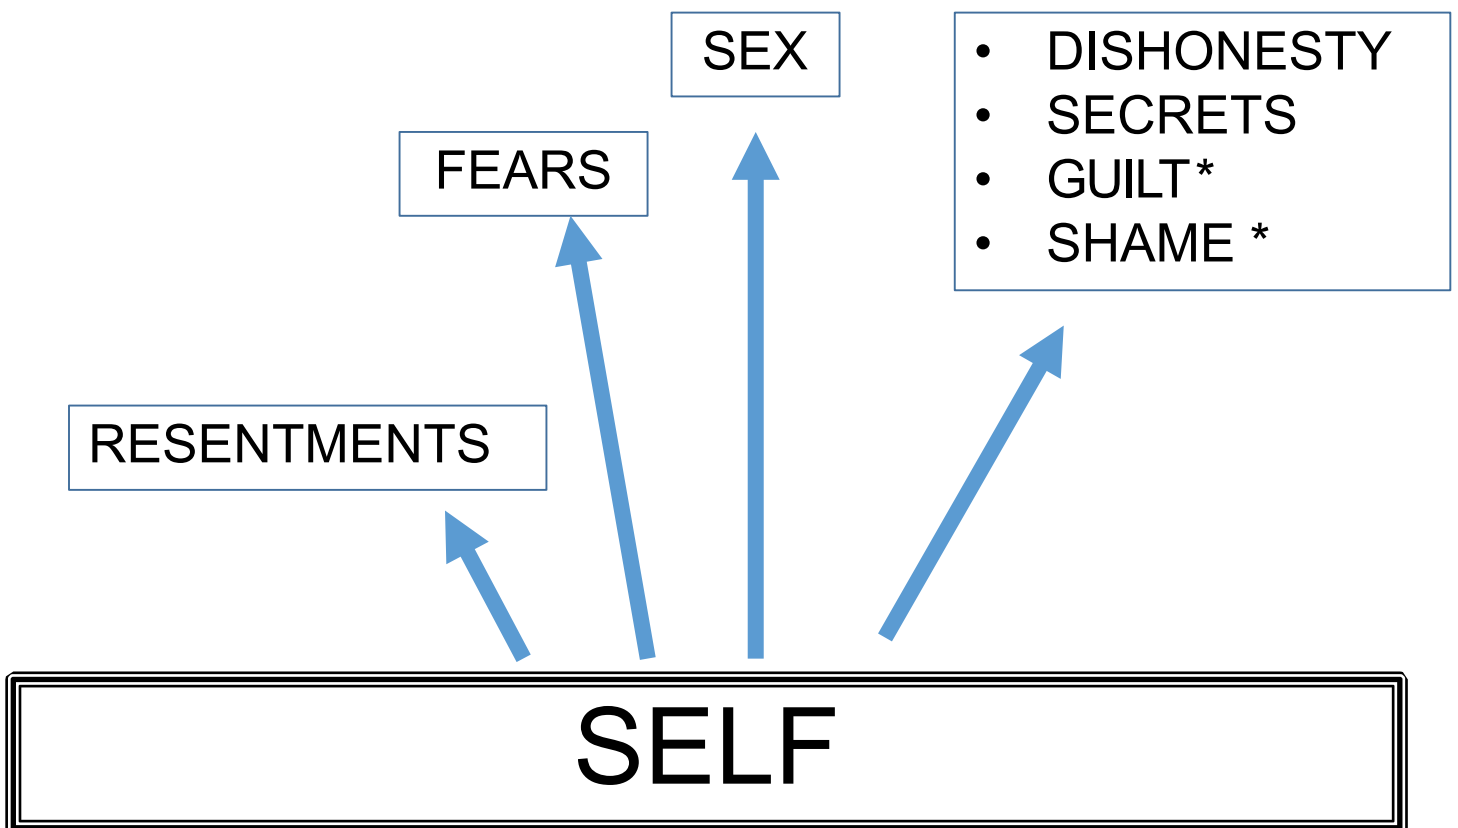 SEX
• DISHONESTY
• SECRETS
• GUILT*
• SHAME *
FEARS
RESENTMENTS
SELF